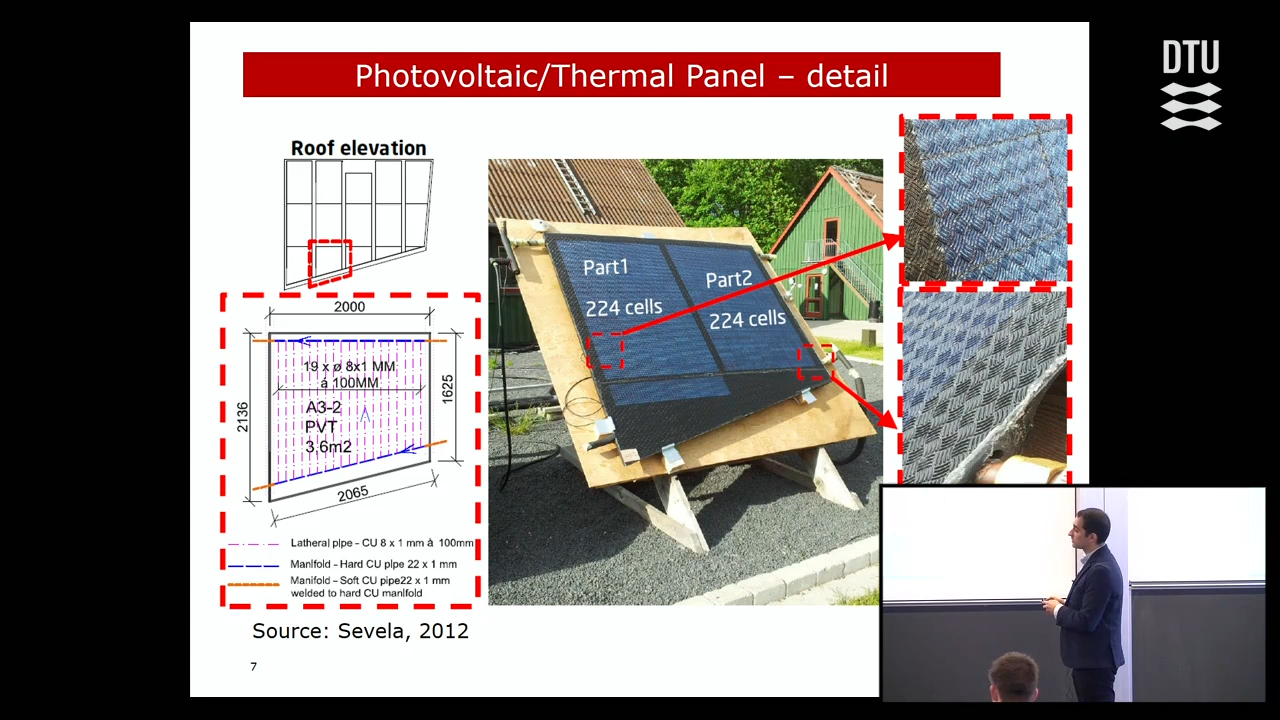 Photovoltaic/Thermal Panel – detail
DTU
Roof elevation
2000
19 x ø 8x1 MM
á 100MM
A3-2
PVT
3,6m2
2136
1625
2065
Latheral pipe - CU 8 x 1 mm à 100mm
Manifold - Hard CU pipe 22 x 1 mm
Manifold - Soft CU pipe22 x 1 mm
welded to hard CU manifold
Part1
224 cells
Part2
224 cells
Source: Sevela, 2012
7